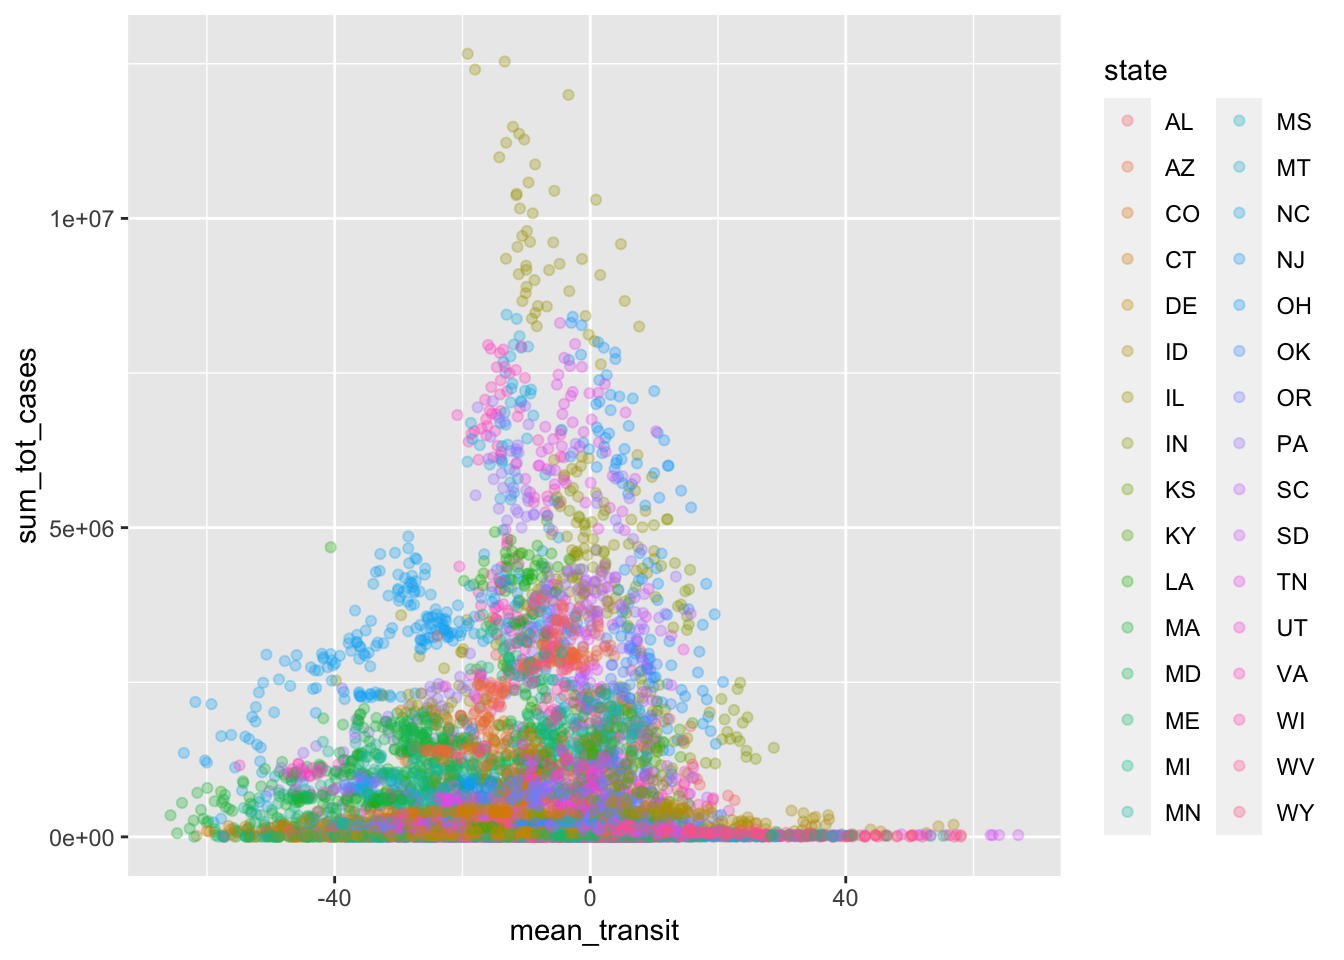 state
AL MS
AZ MT
CO NC
CT NJ
DE OH
ID OK
IL OR
IN PA
KS SC
KY SD
LA TN
MA UT
MD VA
ME WI
MI WV
MN WY
sum_tot_cases
1e+07
5e+06
0e+00
-40 0 40
mean_transit